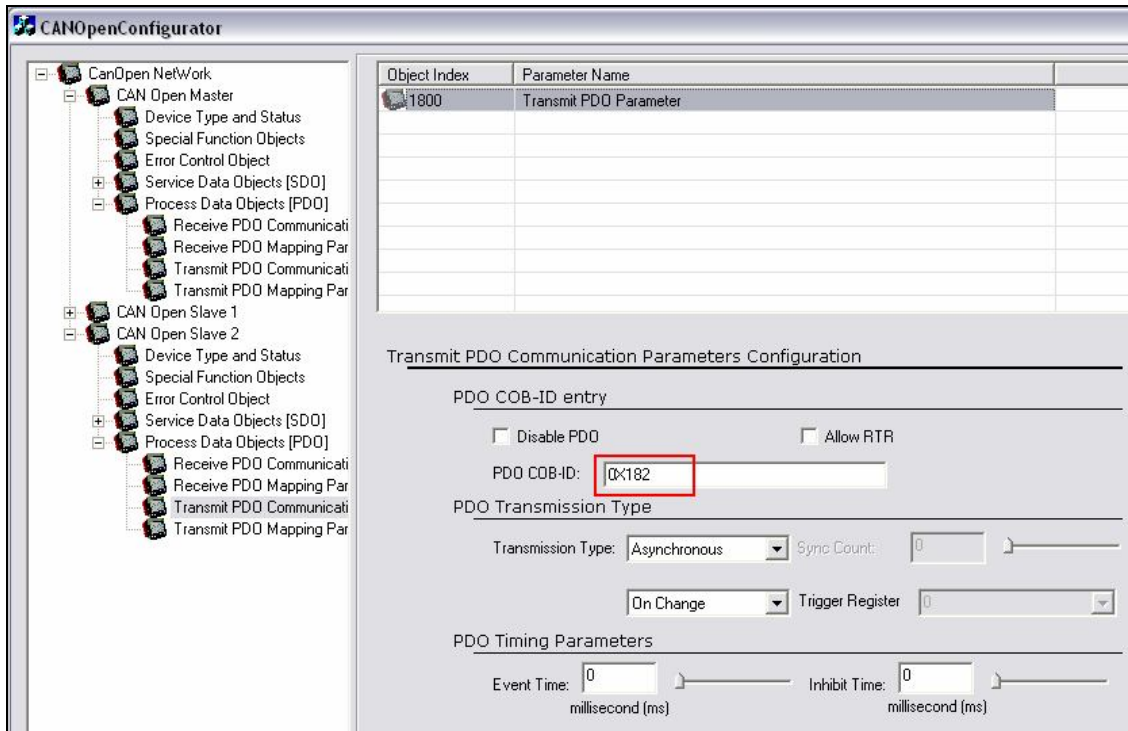 CANOpenConfigurator
CanOpen NetWork
CAN Open Master
Device Type and Status
Special Function Objects
Error Control Object
Service Data Objects [SDO]
Process Data Objects [PDO]
Receive PDO Communicati
Receive PDO Mapping Par
Transmit PDO Communicati
Transmit PDO Mapping Par
CAN Open Slave 1
CAN Open Slave 2
Device Type and Status
Special Function Objects
Error Control Object
Service Data Objects [SDO]
Process Data Objects [PDO]
Receive PDO Communicati
Receive PDO Mapping Par
Transmit PDO Communicati
Transmit PDO Mapping Par
Object Index Parameter Name
1800 Transmit PDO Parameter
Transmit PDO Communication Parameters Configuration
PDO COB-ID entry
Disable PDO Allow RTR
PDO COB-ID: 0X182
PDO Transmission Type
Transmission Type: Asynchronous Sync Count: 0
On Change Trigger Register 0
PDO Timing Parameters
Event Time: 0 Inhibit Time: 0
millisecond (ms) millisecond (ms)